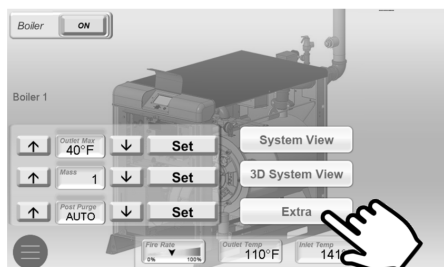 Boiler ON
Boiler 1
Outlet Max
40°F
Set
System View
Mass
1
Set
3D System View
Post Purge
AUTO
Set
Extra
Fire Rate
0% 100%
Outlet Temp
110°F
Inlet Temp
141°